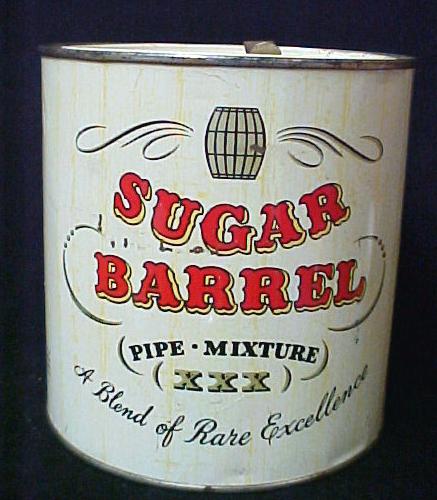 SUGAR
BARREL
(PIPE · MIXTURE)
(XXX)
A Blend of Rare Excellence